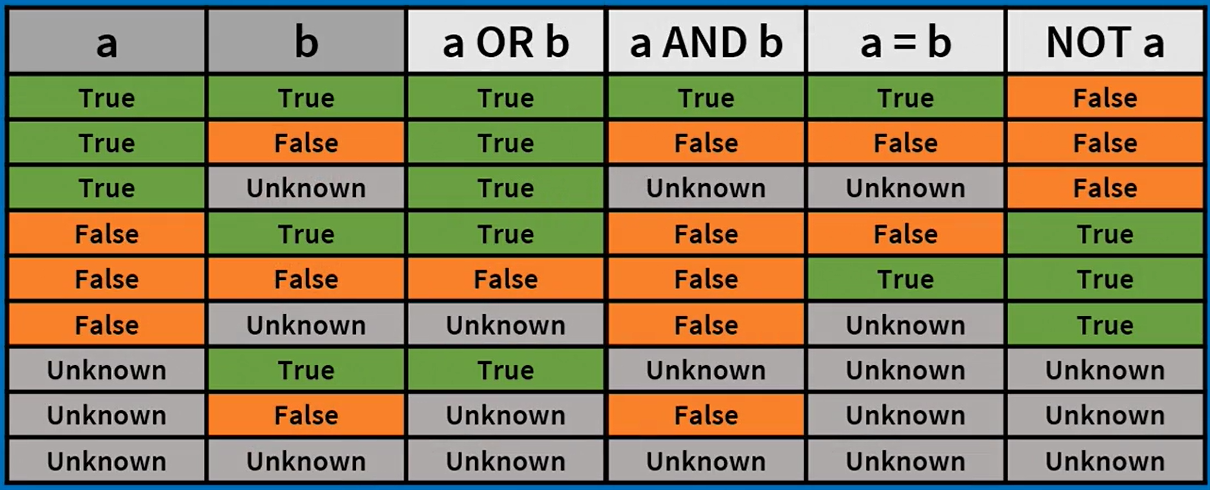 a b a OR b a AND b a = b NOT a
True True True True True False
True False True False False False
True Unknown True Unknown Unknown False
False True True False False True
False False False False True True
False Unknown Unknown False Unknown True
Unknown True True Unknown Unknown Unknown
Unknown False Unknown False Unknown Unknown
Unknown Unknown Unknown Unknown Unknown Unknown